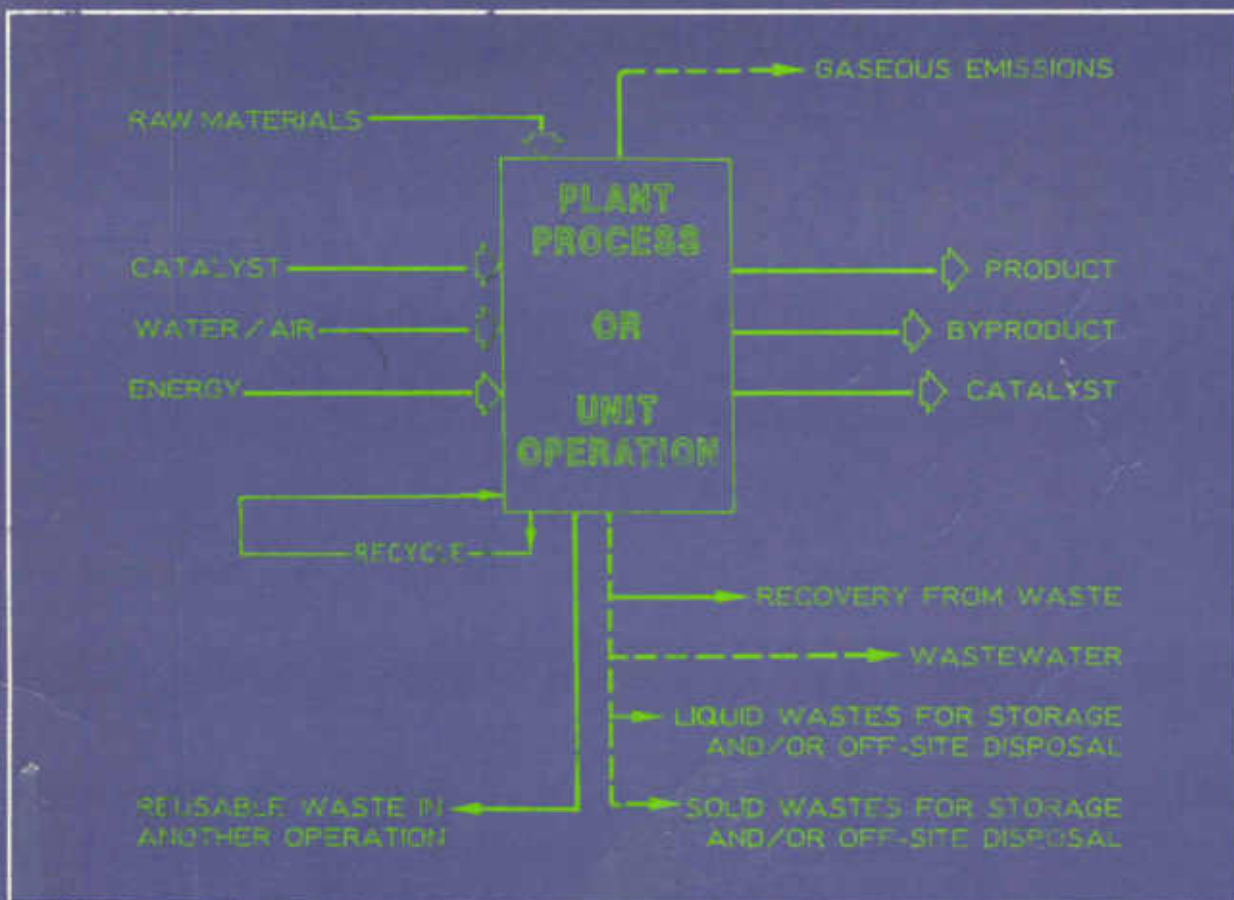 GASEOUS EMISSIONS
RAW MATERIALS
PLANT
PROCESS
OR
UNIT
OPERATION
CATALYST
WATER/AIR
ENERGY
PRODUCT
BYPRODUCT
CATALYST
RECYCLE
RECOVERY FROM WASTE
WASTEWATER
LIQUID WASTES FOR STORAGE
AND/OR OFF-SITE DISPOSAL
REUSABLE WASTE IN
ANOTHER OPERATION
SOLID WASTES FOR STORAGE
AND/OR OFF-SITE DISPOSAL